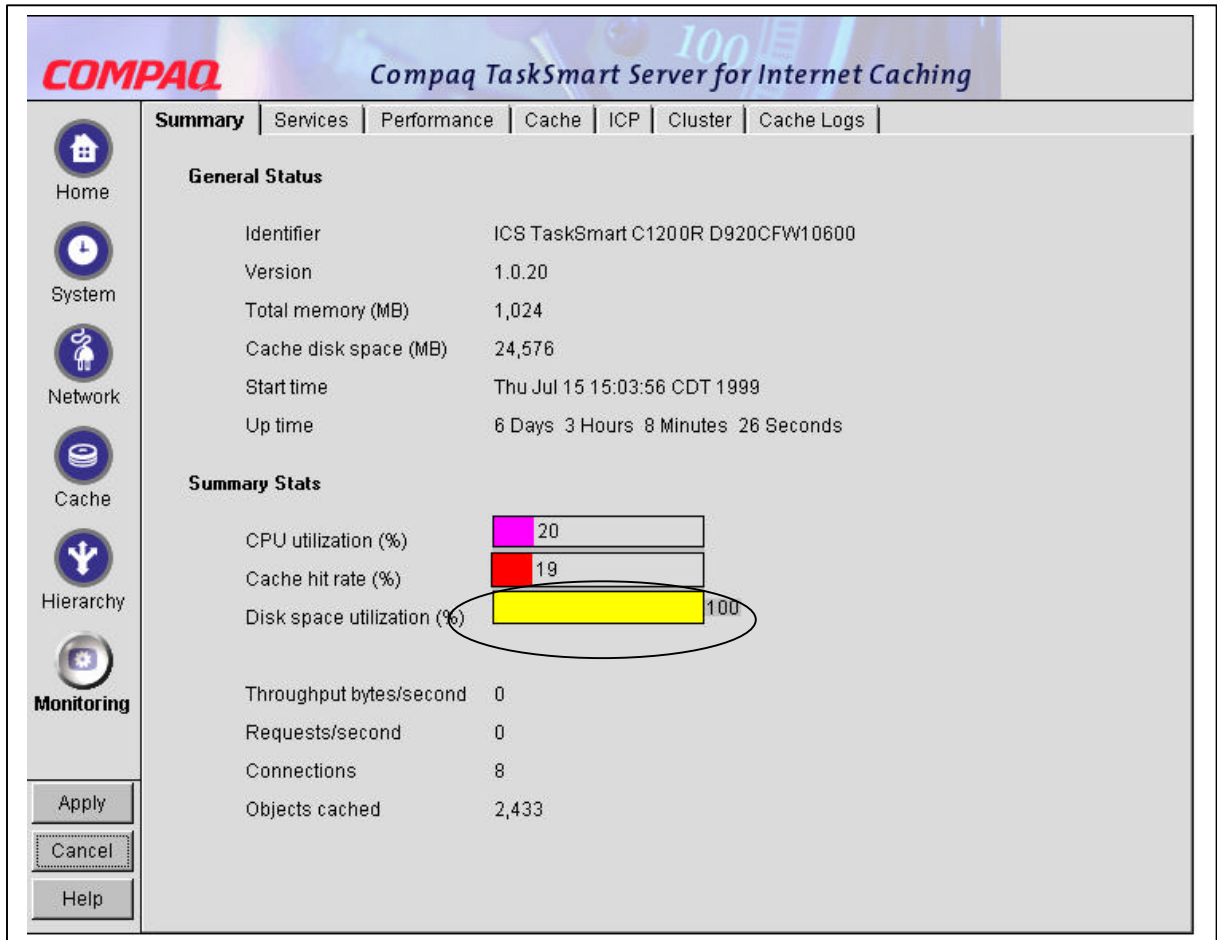 100
COMPAQ
Compaq TaskSmart Server for Internet Caching
Summary Services Performance Cache ICP Cluster Cache Logs
Home
System
Network
Cache
Hierarchy
Monitoring
Apply
Cancel
Help
General Status
Identifier ICS TaskSmart C1200R D920CFW10600
Version 1.0.20
Total memory (MB) 1,024
Cache disk space (MB) 24,576
Start time Thu Jul 15 15:03:56 CDT 1999
Up time 6 Days 3 Hours 8 Minutes 26 Seconds
Summary Stats
CPU utilization (%) 20
Cache hit rate (%) 19
Disk space utilization (%) 100
Throughput bytes/second 0
Requests/second 0
Connections 8
Objects cached 2,433